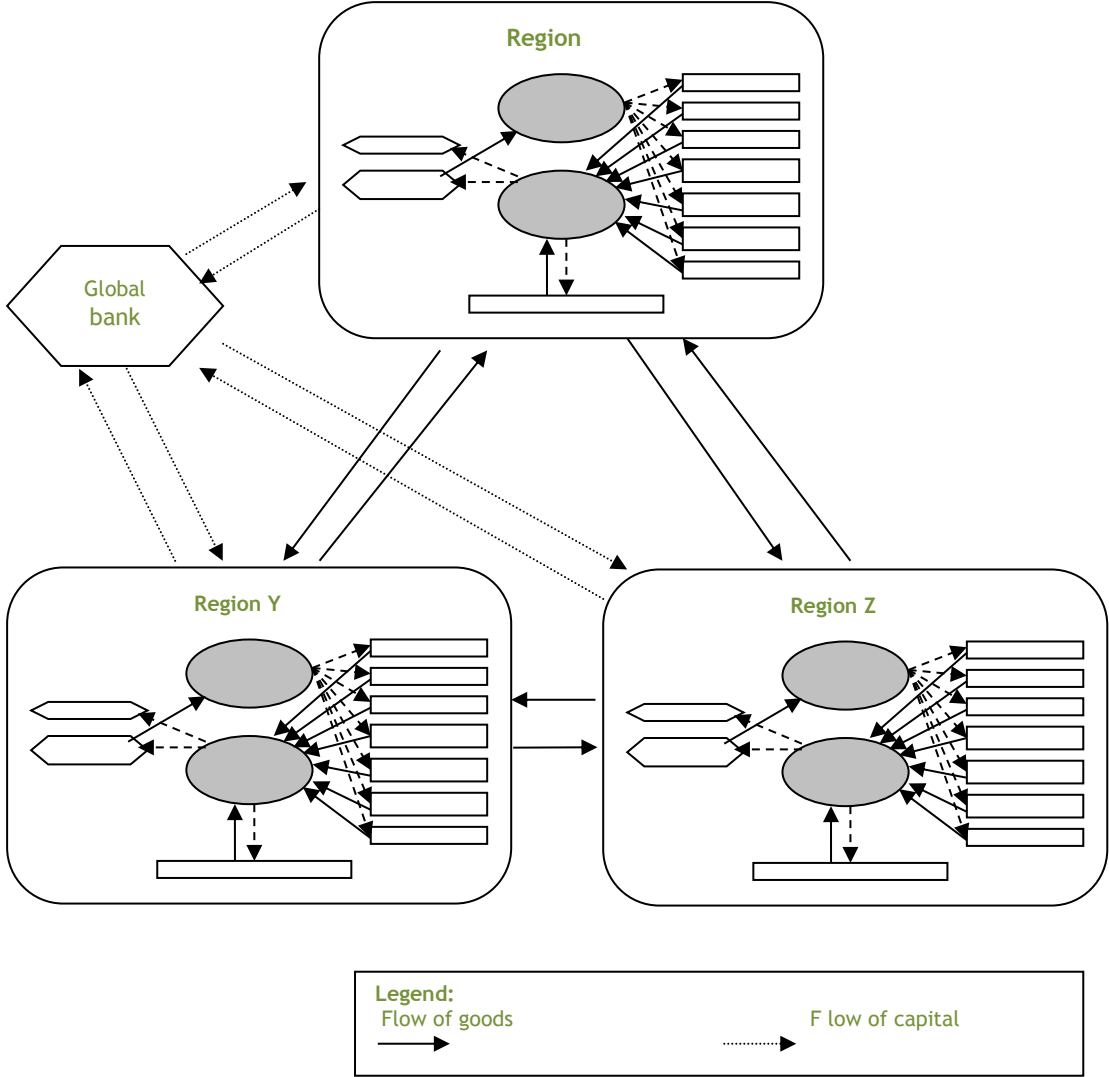 Region
Global
bank
Region Y
Region Z
Legend:
Flow of goods
F low of capital